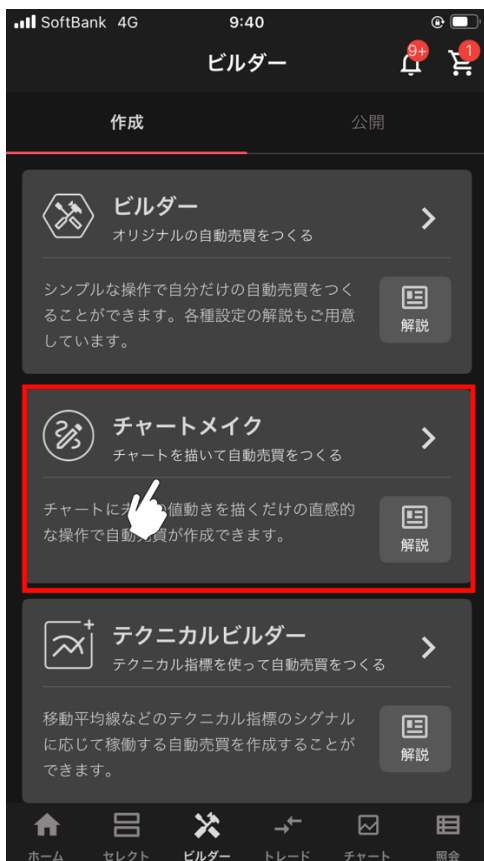 SoftBank 4G 9:40
ビルダー
9+
1
作成 公開
ビルダー
オリジナルの自動売買をつくる
シンプルな操作で自分だけの自動売買をつく
ることができます。各種設定の解説もご用意
しています。
解説
チャートメイク
チャートを描いて自動売買をつくる
チャートに の値動きを描くだけの直感的
な操作で自動売買が作成できます。
解説
テクニカルビルダー
テクニカル指標を使って自動売買をつくる
移動平均線などのテクニカル指標のシグナル
に応じて稼働する自動売買を作成することが
できます。
解説
ホーム セレクト ビルダー トレード チャート 照会